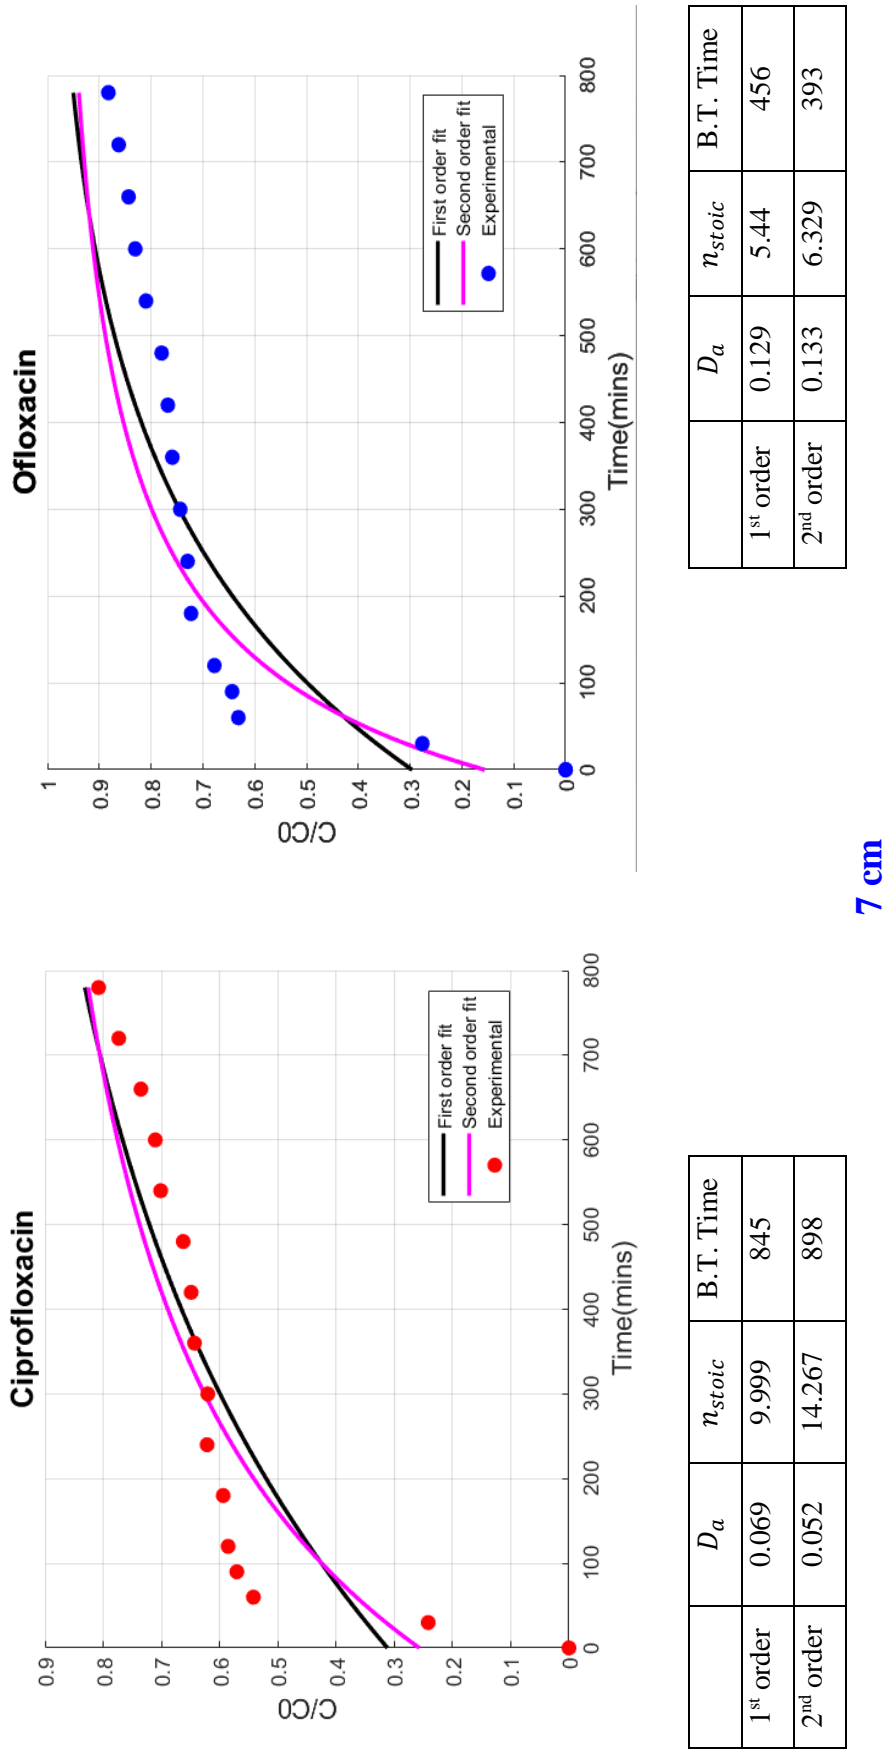 Ciprofloxacin
0.9
0.8
0.7
0.6
0.5
0.4
0.3
0.2
0.1
0
C/C0
0 100 200 300 400 500 600 700 800
Time(mins)
First order fit
Second order fit
Experimental
Ofloxacin
1
0.9
0.8
0.7
0.6
0.5
0.4
0.3
0.2
0.1
0
C/C0
0 100 200 300 400 500 600 700 800
Time(mins)
First order fit
Second order fit
Experimental
Da nstoic B.T. Time
1st order 0.069 9.999 845
2nd order 0.052 14.267 898
Da nstoic B.T. Time
1st order 0.129 5.44 456
2nd order 0.133 6.329 393
7 cm